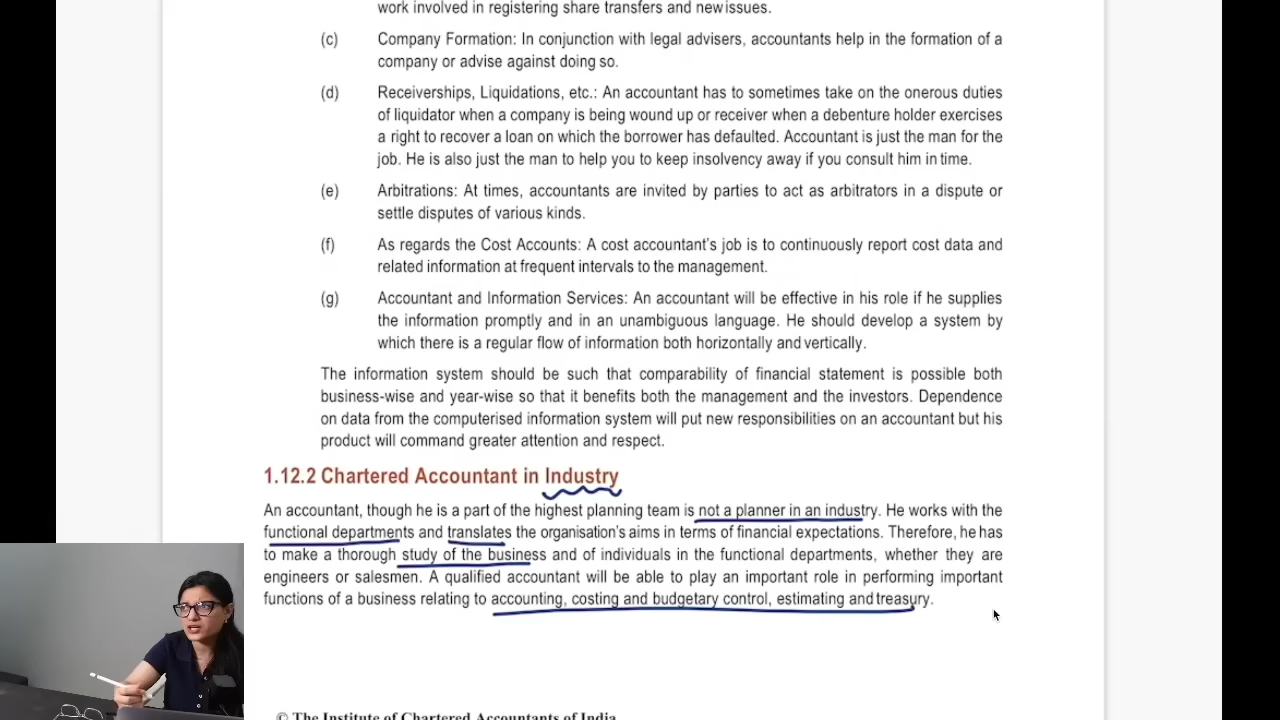 work involved in registering share transfers and new issues.
(c) Company Formation: In conjunction with legal advisers, accountants help in the formation of a
company or advise against doing so.
(d) Receiverships, Liquidations, etc.: An accountant has to sometimes take on the onerous duties
of liquidator when a company is being wound up or receiver when a debenture holder exercises
a right to recover a loan on which the borrower has defaulted. Accountant is just the man for the
job. He is also just the man to help you to keep insolvency away if you consult him in time.
(e) Arbitrations: At times, accountants are invited by parties to act as arbitrators in a dispute or
settle disputes of various kinds.
(f) As regards the Cost Accounts: A cost accountant's job is to continuously report cost data and
related information at frequent intervals to the management.
(g) Accountant and Information Services: An accountant will be effective in his role if he supplies
the information promptly and in an unambiguous language. He should develop a system by
which there is a regular flow of information both horizontally and vertically.
The information system should be such that comparability of financial statement is possible both
business-wise and year-wise so that it benefits both the management and the investors. Dependence
on data from the computerised information system will put new responsibilities on an accountant but his
product will command greater attention and respect.
1.12.2 Chartered Accountant in Industry
An accountant, though he is a part of the highest planning team is not a planner in an industry. He works with the
functional departments and translates the organisation's aims in terms of financial expectations. Therefore, he has
to make a thorough study of the business and of individuals in the functional departments, whether they are
engineers or salesmen. A qualified accountant will be able to play an important role in performing important
functions of a business relating to accounting, costing and budgetary control, estimating and treasury.
© The Institute of Chartered Accountants of India